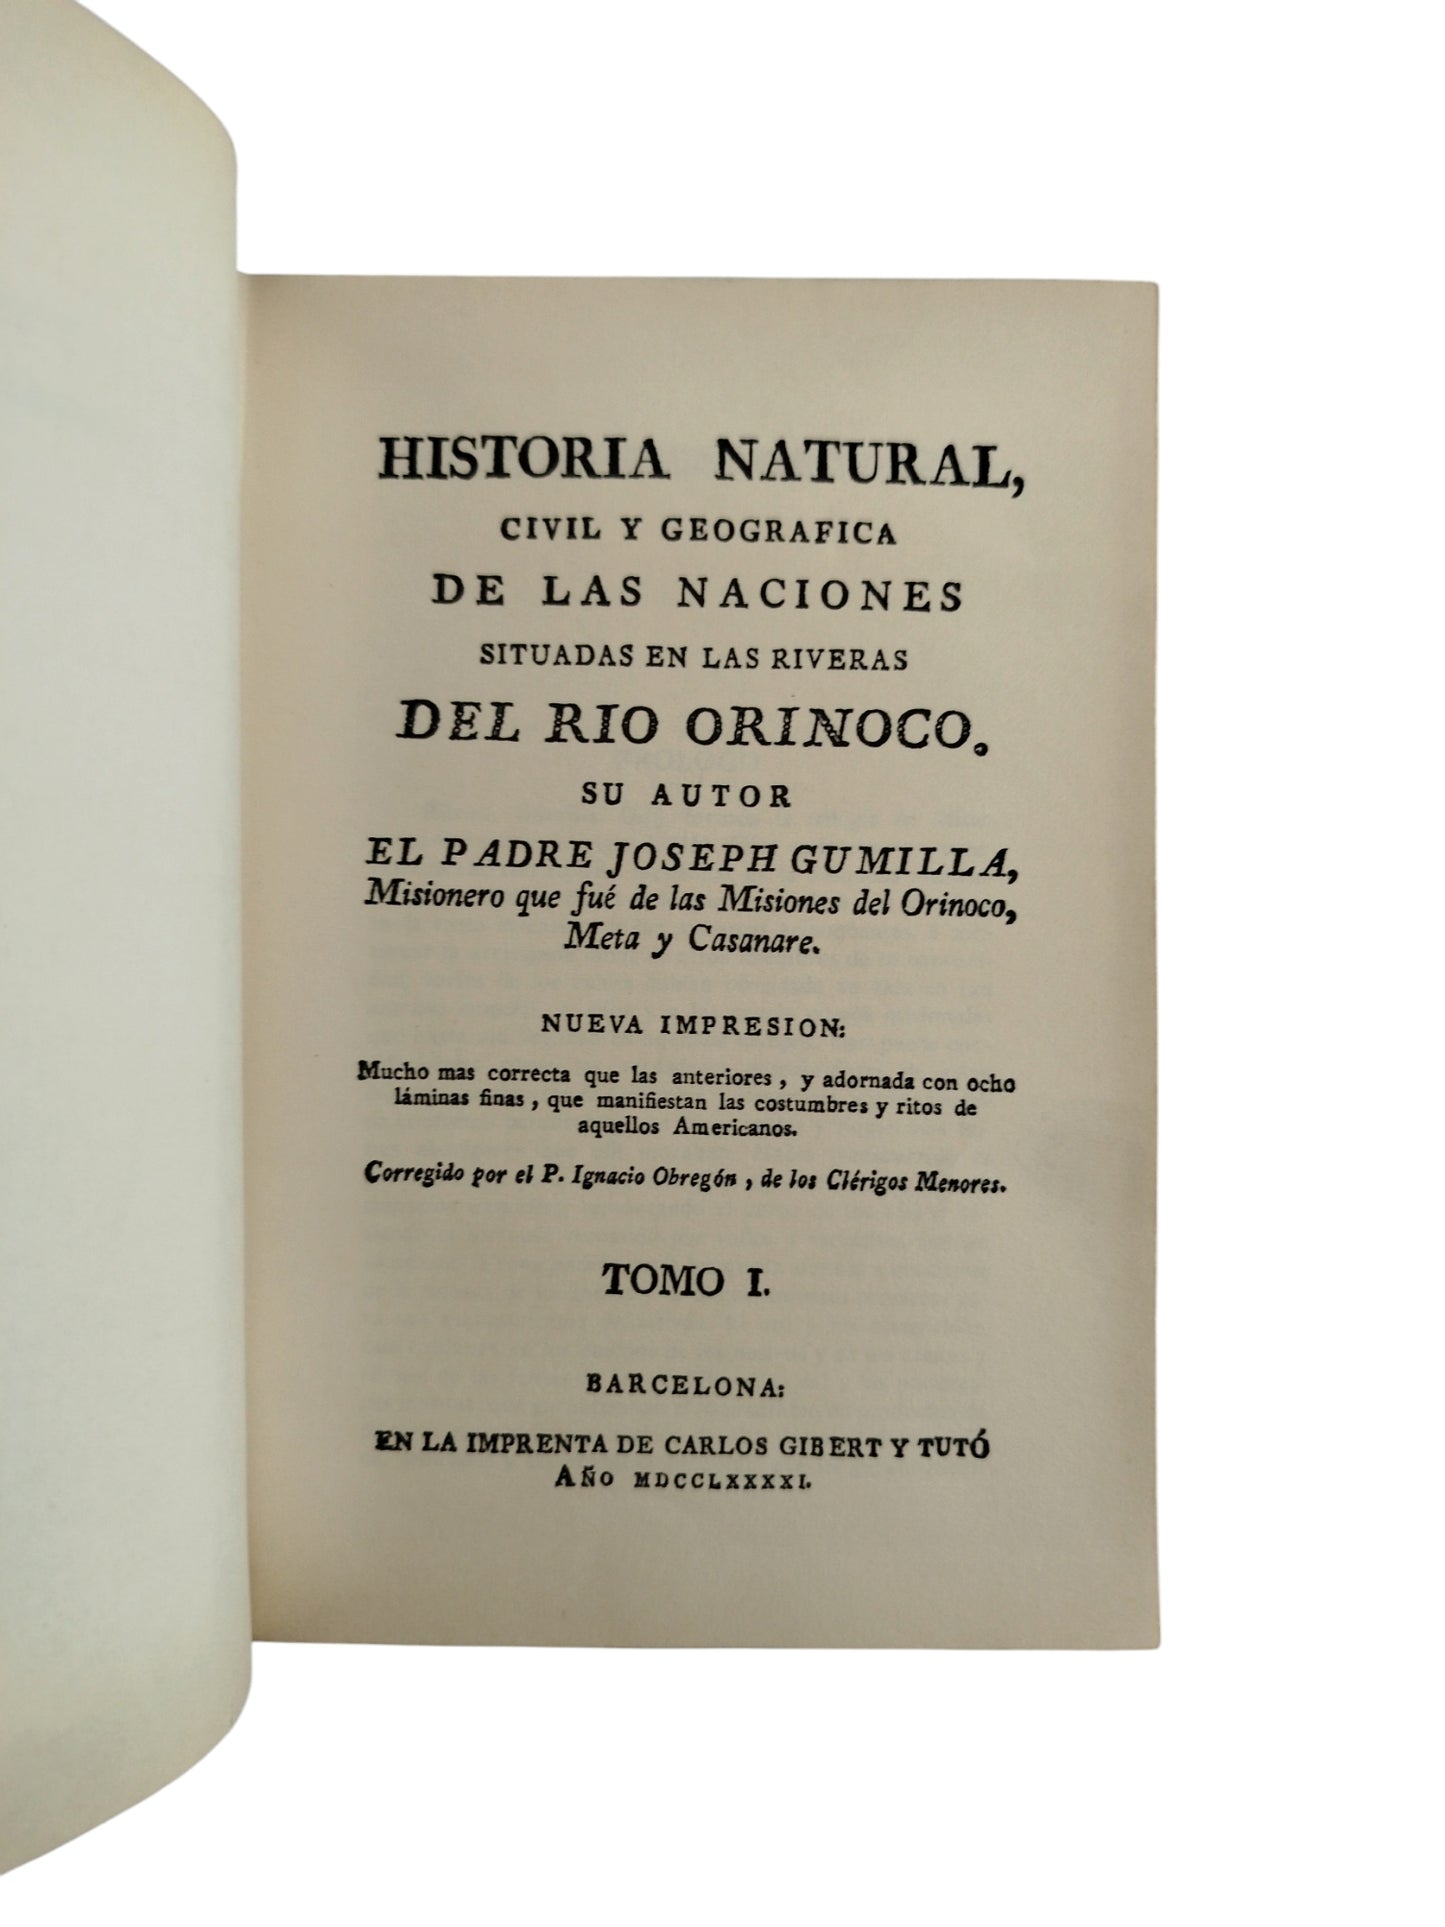 HISTORIA NATURAL,
CIVIL Y GEOGRAFICA
DE LAS NACIONES
SITUADAS EN LAS RIVERAS
DEL RIO ORINOCO.
SU AUTOR
EL PADRE JOSEPH GUMILLA,
Misionero que fué de las Misiones del Orinoco,
Meta y Casanare.
NUEVA IMPRESION:
Mucho mas correcta que las anteriores, y adornada con ocho
láminas finas, que manifiestan las costumbres y ritos de
aquellos Americanos.
Corregido por el P. Ignacio Obregón, de los Clérigos Menores.
TOMO I.
BARCELONA:
EN LA IMPRENTA DE CARLOS GIBERT Y TUTÓ
AÑO MDCCLXXXXI.